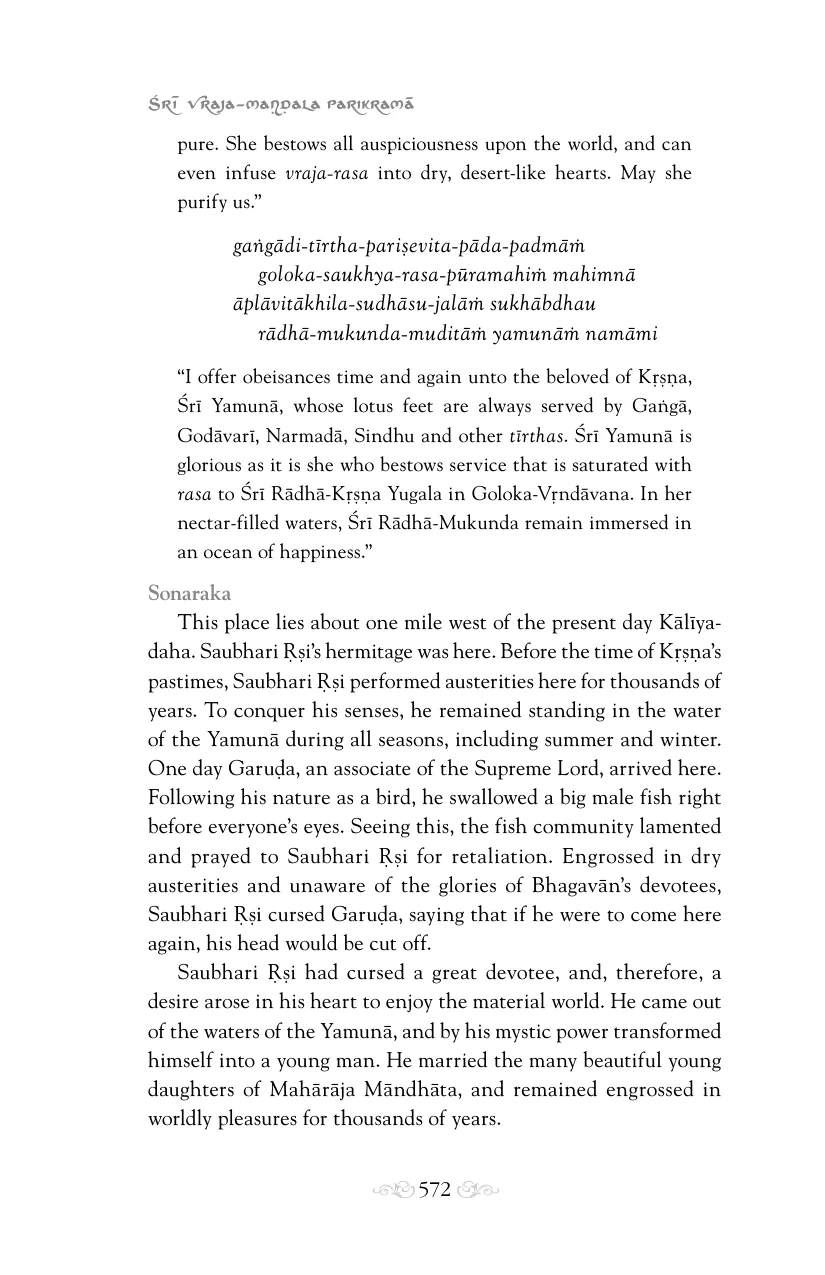 Śrī Vraja-maṇḍala Parikramā
pure. She bestows all auspiciousness upon the world, and can
even infuse vraja-rasa into dry, desert-like hearts. May she
purify us.”
gaṅgādi-tīrtha-pariṣevita-pāda-padmāṁ
goloka-saukhya-rasa-pūramahiṁ mahimnā
āplāvitākhila-sudhāsu-jalāṁ sukhābdhau
rādhā-mukunda-muditāṁ yamunāṁ namāmi
“I offer obeisances time and again unto the beloved of Kṛṣṇa,
Śrī Yamunā, whose lotus feet are always served by Gaṅgā,
Godāvarī, Narmadā, Sindhu and other tīrthas. Śrī Yamunā is
glorious as it is she who bestows service that is saturated with
rasa to Śrī Rādhā-Kṛṣṇa Yugala in Goloka-Vṛndāvana. In her
nectar-filled waters, Śrī Rādhā-Mukunda remain immersed in
an ocean of happiness.”
Sonaraka
This place lies about one mile west of the present day Kālīya-
daha. Saubhari Ṛṣi’s hermitage was here. Before the time of Kṛṣṇa’s
pastimes, Saubhari Ṛṣi performed austerities here for thousands of
years. To conquer his senses, he remained standing in the water
of the Yamunā during all seasons, including summer and winter.
One day Garuḍa, an associate of the Supreme Lord, arrived here.
Following his nature as a bird, he swallowed a big male fish right
before everyone’s eyes. Seeing this, the fish community lamented
and prayed to Saubhari Ṛṣi for retaliation. Engrossed in dry
austerities and unaware of the glories of Bhagavān’s devotees,
Saubhari Ṛṣi cursed Garuḍa, saying that if he were to come here
again, his head would be cut off.
Saubhari Ṛṣi had cursed a great devotee, and, therefore, a
desire arose in his heart to enjoy the material world. He came out
of the waters of the Yamunā, and by his mystic power transformed
himself into a young man. He married the many beautiful young
daughters of Mahārāja Māndhāta, and remained engrossed in
worldly pleasures for thousands of years.
572